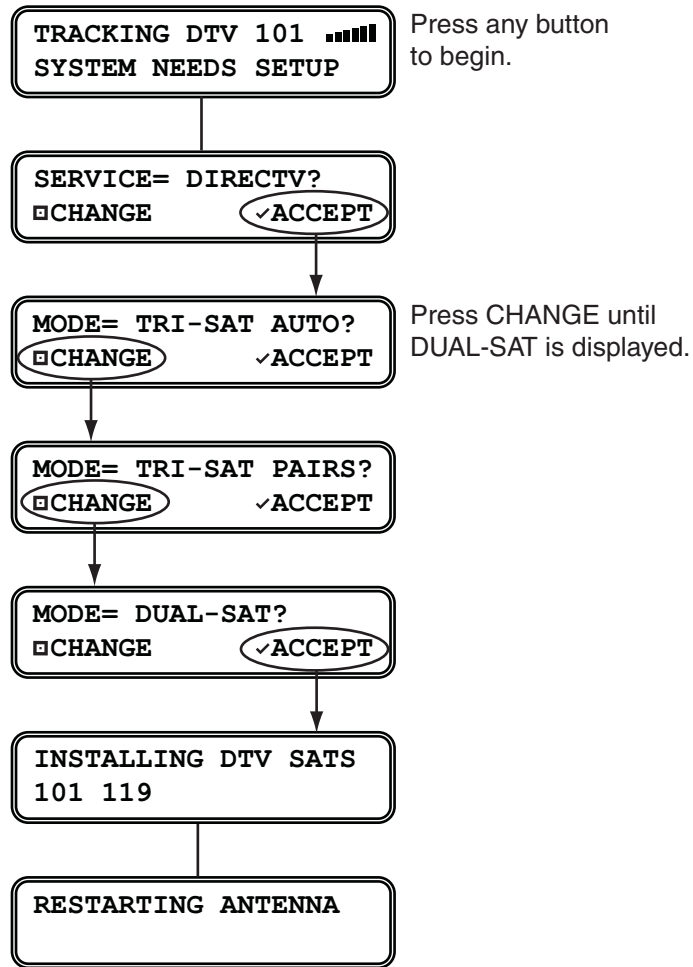 TRACKING DTV 101
SYSTEM NEEDS SETUP
Press any button
to begin.
SERVICE= DIRECTV?
CHANGE ✓ACCEPT
MODE= TRI-SAT AUTO?
CHANGE ✓ACCEPT
Press CHANGE until
DUAL-SAT is displayed.
MODE= TRI-SAT PAIRS?
CHANGE ✓ACCEPT
MODE= DUAL-SAT?
CHANGE ✓ACCEPT
INSTALLING DTV SATS
101 119
RESTARTING ANTENNA